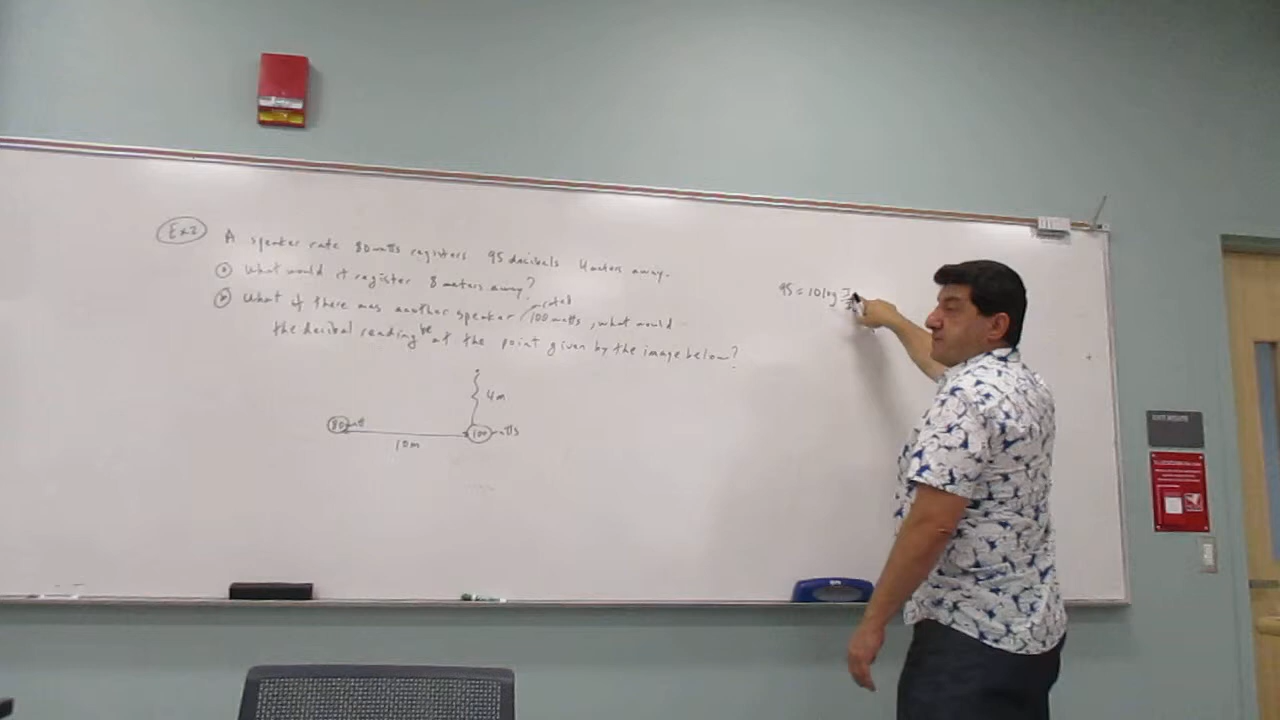 Ex2 A speaker rate 80 watts registers 95 decibels 4 meters away.
What would it register 8 meters away?
What if there was another speaker rated 100 watts, what would
the decibal reading be at the point given by the image below?
4m
80 watt
100 watts
10m
95 = 10 log I